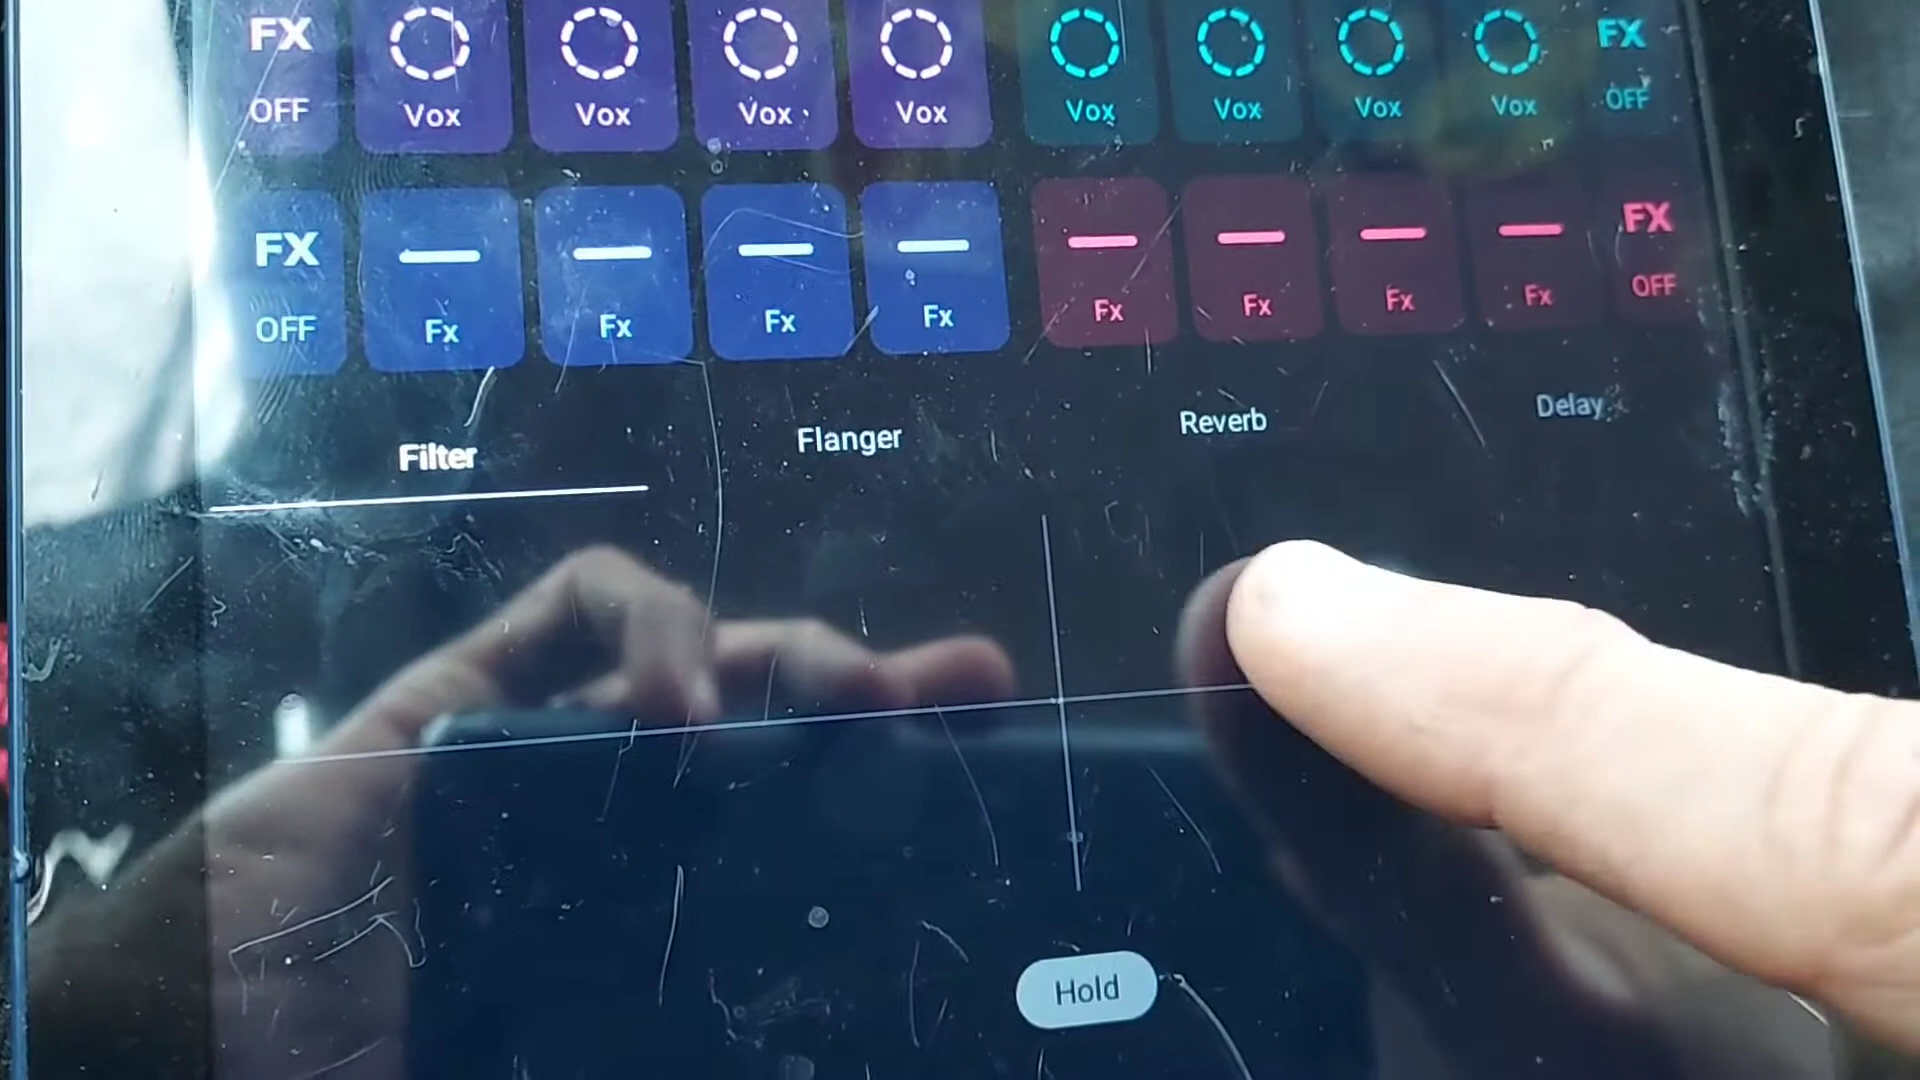 FX Vox Vox Vox Vox Vox Vox Vox Vox FX
OFF OFF
FX FX
OFF Fx Fx Fx Fx Fx Fx Fx Fx OFF
Filter Flanger Reverb Delay
Hold